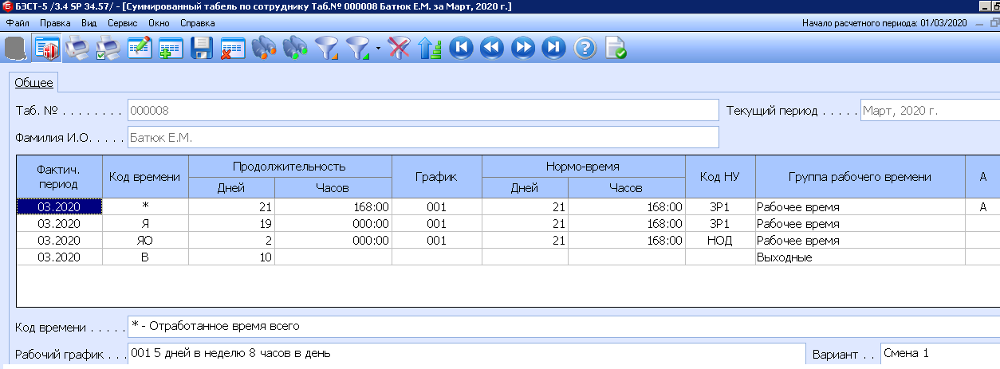 БЭСТ-5 /3.4 SP 34.57/ - [Суммированный табель по сотруднику Таб.№ 000008 Батюк Е.М. за Март, 2020 г.]
Файл Правка Вид Сервис Окно Справка Начало расчетного периода: 01/03/2020
Общее
Таб. № . . . . . . . . 000008 Текущий период . . . . . Март, 2020 г.
Фамилия И.О. . . . . Батюк Е.М.
Фактич. период Код времени Продолжительность График Нормо-время Код НУ Группа рабочего времени А
Дней Часов Дней Часов
03.2020 * 21 168:00 001 21 168:00 ЗР1 Рабочее время А
03.2020 Я 19 000:00 001 21 168:00 ЗР1 Рабочее время
03.2020 ЯО 2 000:00 001 21 168:00 НОД Рабочее время
03.2020 В 10 Выходные
Код времени . . . . . * - Отработанное время всего
Рабочий график . . . 001 5 дней в неделю 8 часов в день Вариант . . Смена 1